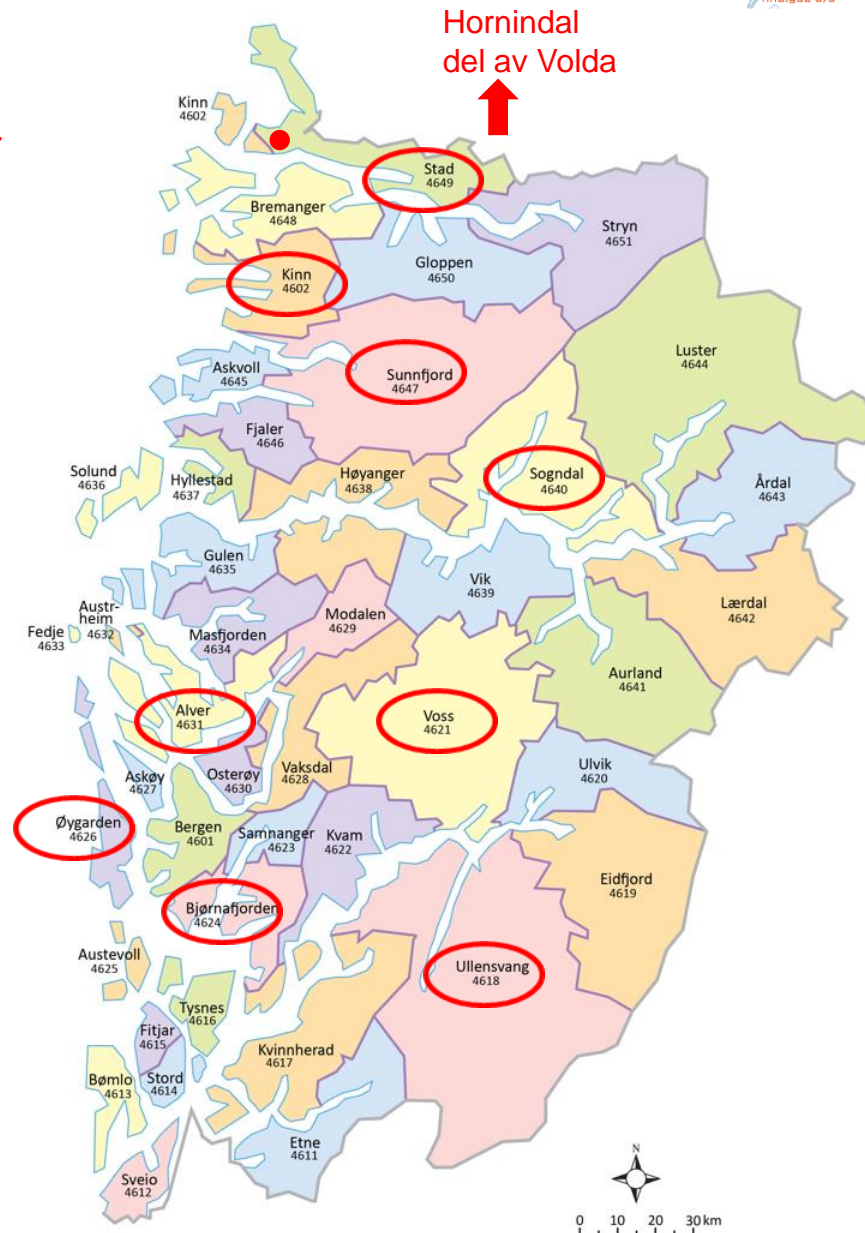 Hornindal
del av Volda
Kinn
4602
Stad
4649
Bremanger
4648
Stryn
4651
Gloppen
4650
Kinn
4602
Luster
4644
Askvoll
4645
Sunnfjord
4647
Fjaler
4646
Solund
4636
Hyllestad
4637
Høyanger
4638
Sogndal
4640
Årdal
4643
Gulen
4635
Vik
4639
Lærdal
4642
Austr-
heim
4632
Fedje
4633
Masfjorden
4634
Modalen
4629
Aurland
4641
Alver
4631
Voss
4621
Ulvik
4620
Askøy
4627
Osterøy
4630
Vaksdal
4628
Øygarden
4626
Bergen
4601
Samnanger
4623
Kvam
4622
Eidfjord
4619
Bjørnafjorden
4624
Austevoll
4625
Ullensvang
4618
Tysnes
4616
Fitjar
4615
Kvinnherad
4617
Bømlo
4613
Stord
4614
Etne
4611
Sveio
4612
N
0 10 20 30 km